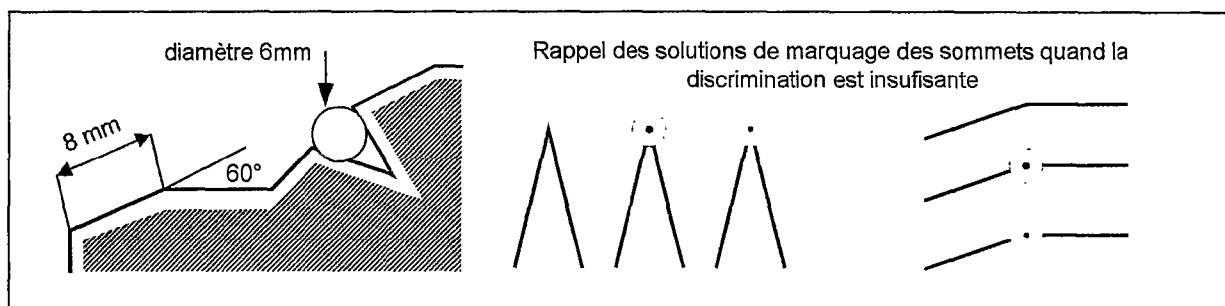 diamètre 6mm
8 mm
60°
Rappel des solutions de marquage des sommets quand la
discrimination est insufisante